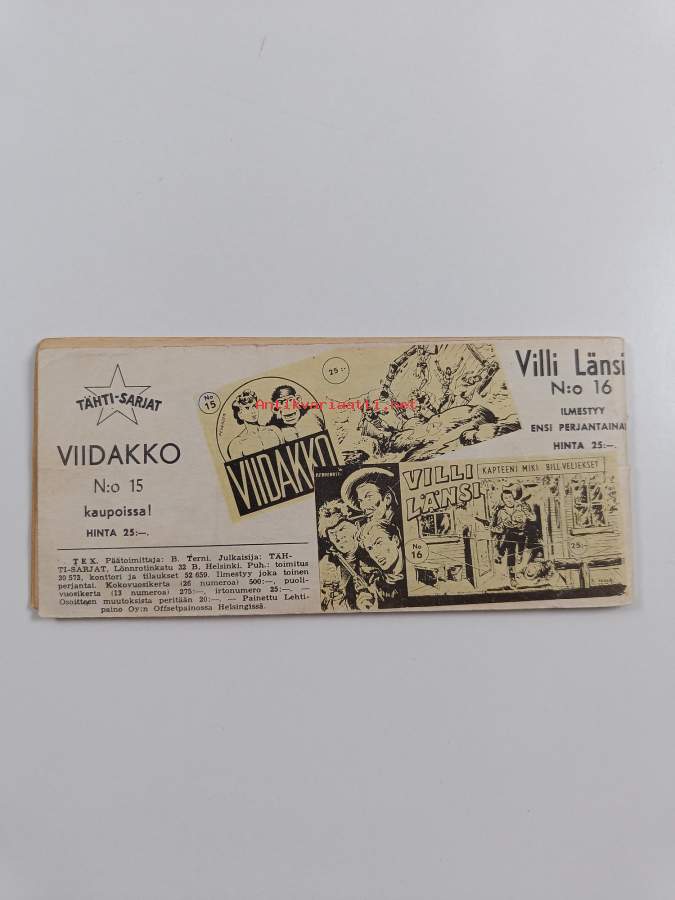 TÄHTI-SARJAT
VIIDAKKO
N:o 15
kaupoissa!
HINTA 25:—.
TEX. Päätoimittaja: B. Terni. Julkaisija: TÄH-
TI-SARJAT, Lönnrotinkatu 32 B, Helsinki. Puh.: toimitus
20 573, konttori ja tilaukset 52 659. Ilmestyy joka toinen
perjantai. Kokovuosikerta (26 numeroa) 500:—, puoli-
vuosikerta (13 numeroa) 275:—, irtonumero 25:—. —
Osoitteen muutoksista peritään 20:—. — Painettu Lehti-
paino Oy:n Offsetpainossa Helsingissä.
No
15
25:-
VIIDAKKO
Antikvariaatti.net
Villi Länsi
N:o 16
ILMESTYY
ENSI PERJANTAINA
HINTA 25:—.
VILLI
LÄNSI
KAPTEENI MIKI BILL-VELJEKSET
No
16
25:-